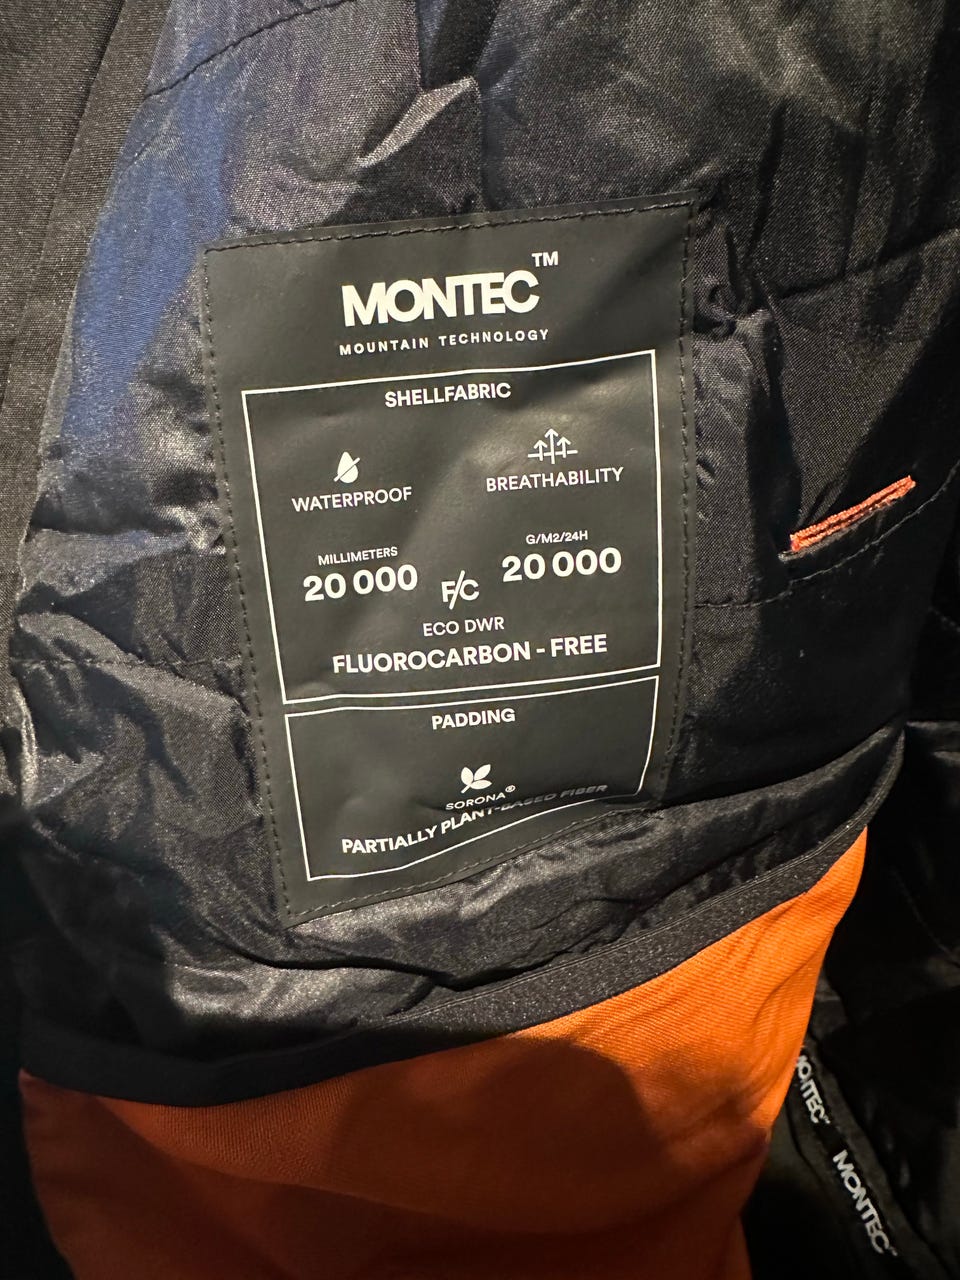 MONTEC™
MOUNTAIN TECHNOLOGY
SHELLFABRIC
WATERPROOF
BREATHABILITY
MILLIMETERS
20 000
G/M2/24H
20 000
F/C
ECO DWR
FLUOROCARBON - FREE
PADDING
SORONA®
PARTIALLY PLANT-BASED FIBER
MONTEC
MONTEC